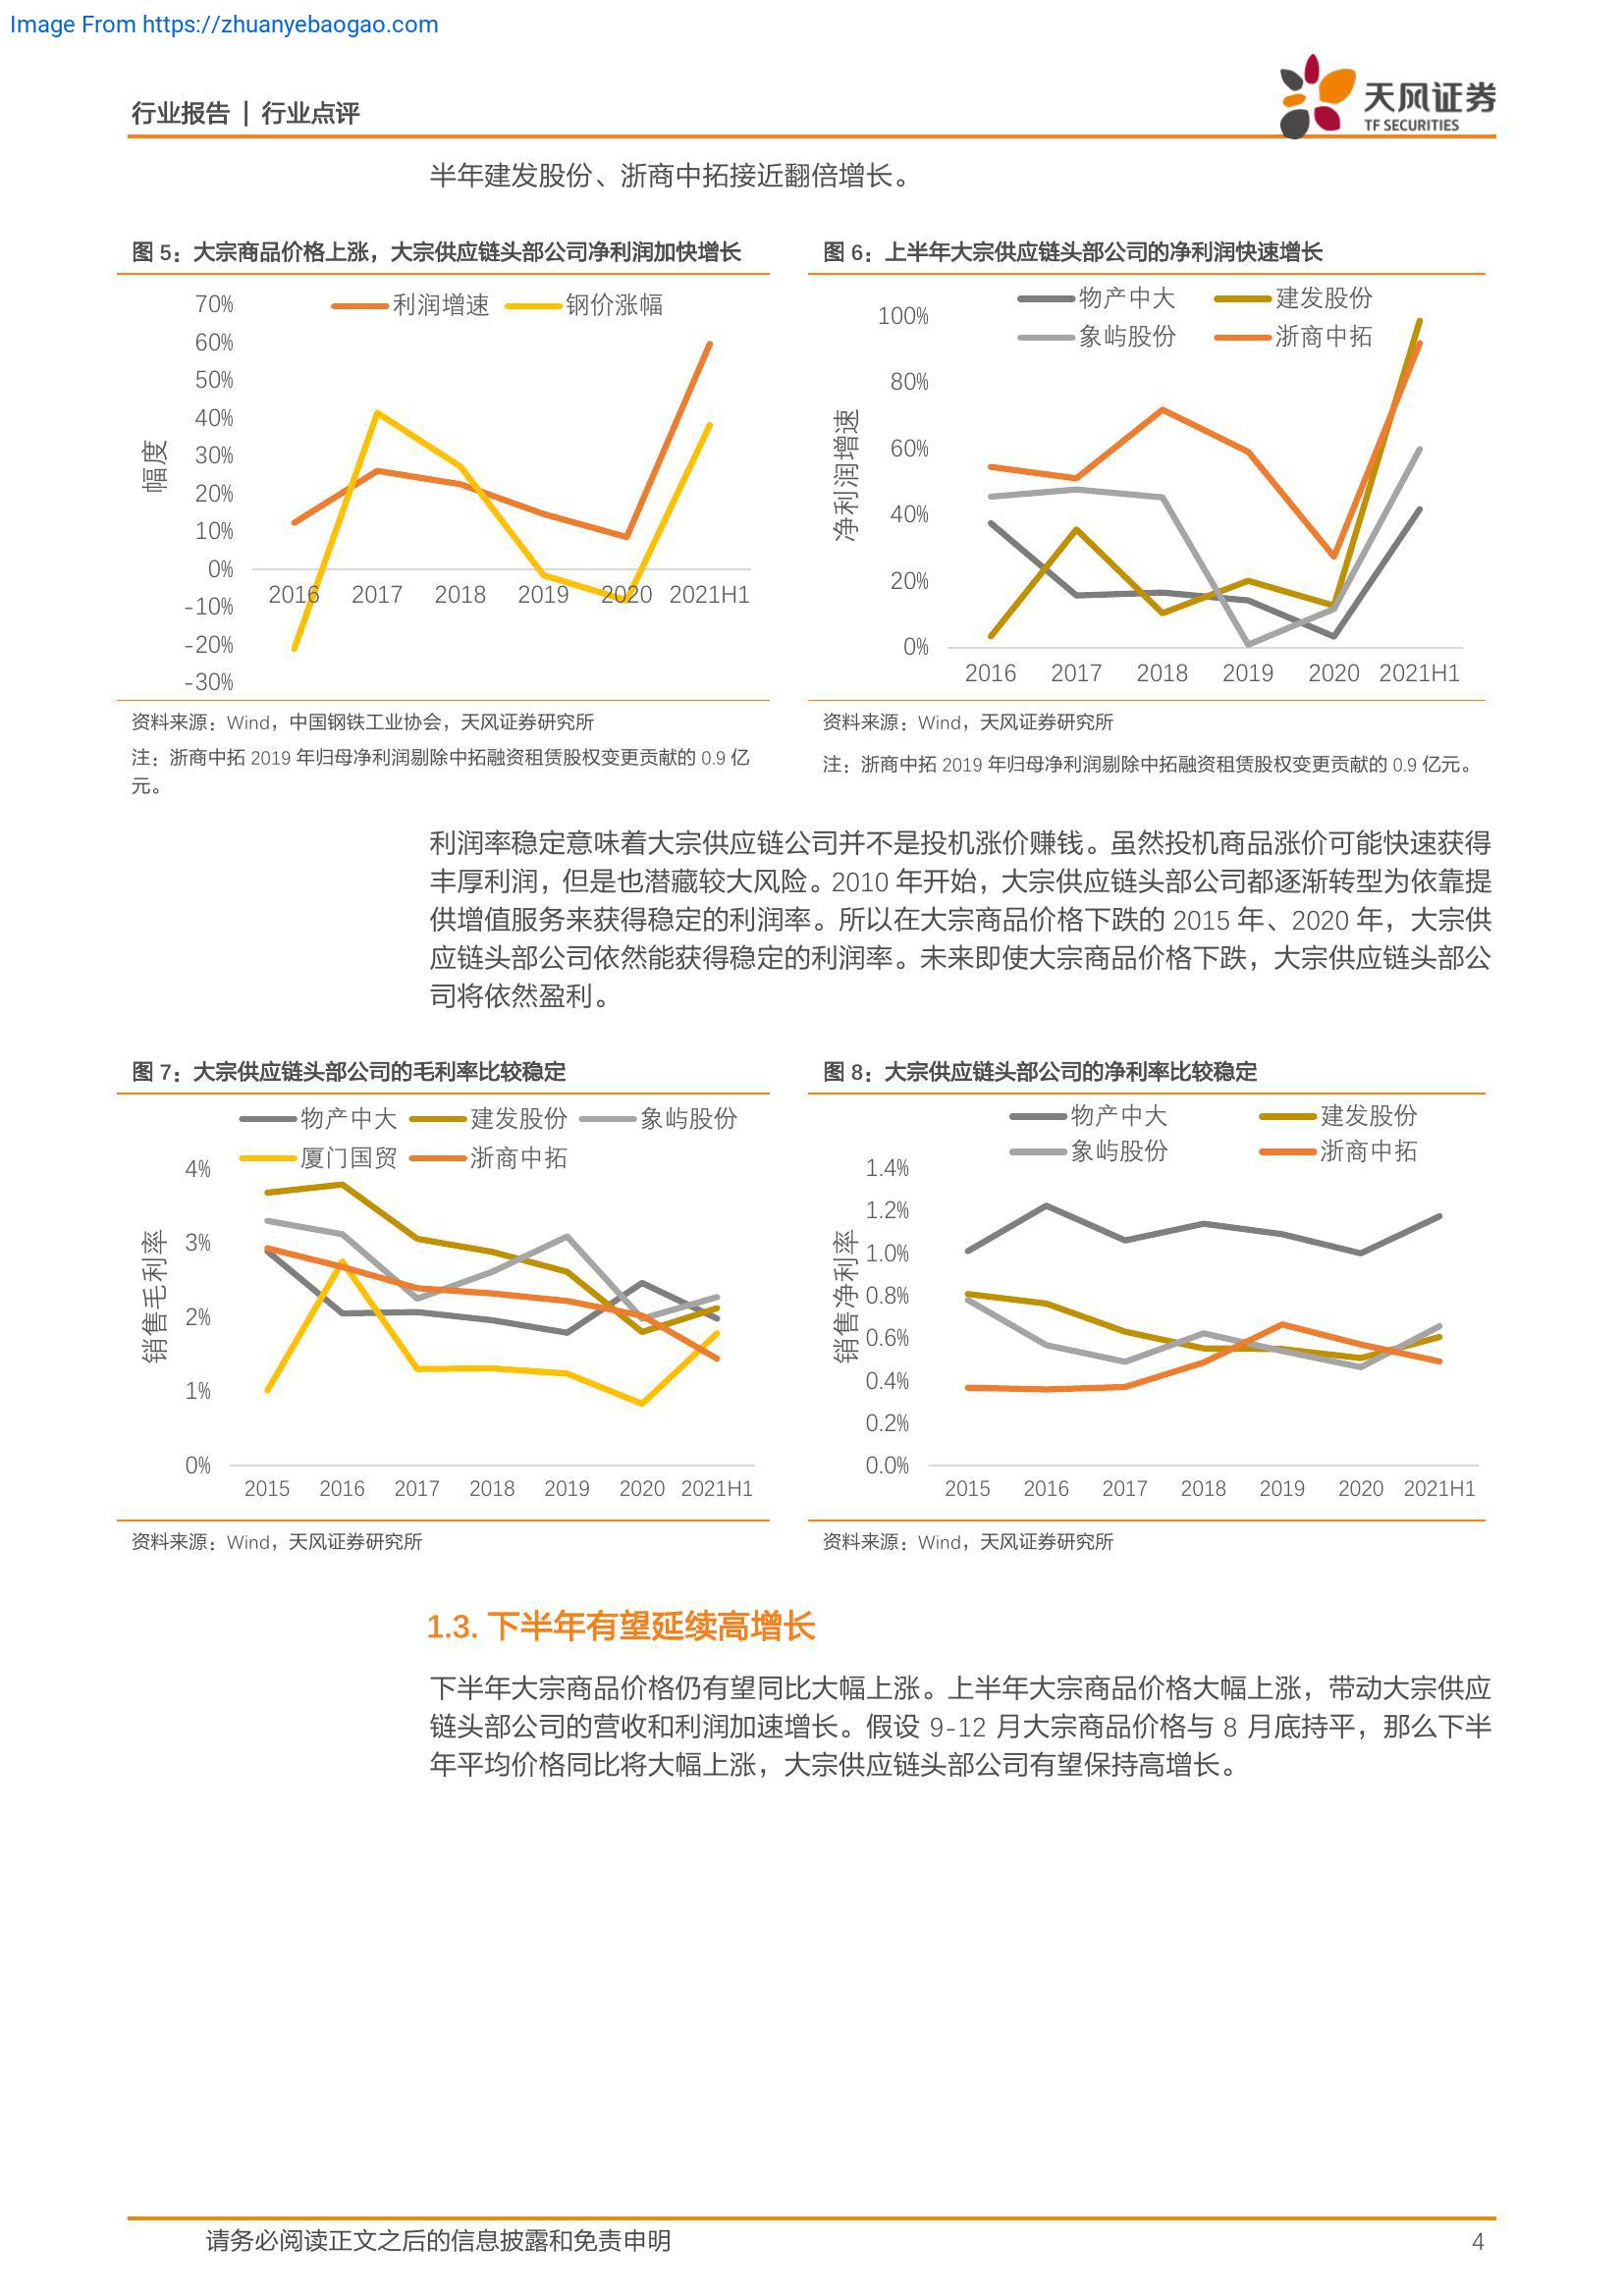 Image From https://zhuanyebaogao.com
行业报告 | 行业点评
天风证券
TF SECURITIES
半年建发股份、浙商中拓接近翻倍增长。
图 5：大宗商品价格上涨，大宗供应链头部公司净利润加快增长
利润增速 钢价涨幅
70%
60%
50%
40%
30%
20%
10%
0%
-10%
-20%
-30%
幅度
2016 2017 2018 2019 2020 2021H1
资料来源：Wind，中国钢铁工业协会，天风证券研究所
注：浙商中拓 2019 年归母净利润剔除中拓融资租赁股权变更贡献的 0.9 亿
元。
图 6：上半年大宗供应链头部公司的净利润快速增长
物产中大 建发股份
象屿股份 浙商中拓
100%
80%
60%
40%
20%
0%
净利润增速
2016 2017 2018 2019 2020 2021H1
资料来源：Wind，天风证券研究所
注：浙商中拓 2019 年归母净利润剔除中拓融资租赁股权变更贡献的 0.9 亿元。
利润率稳定意味着大宗供应链公司并不是投机涨价赚钱。虽然投机商品涨价可能快速获得
丰厚利润，但是也潜藏较大风险。2010 年开始，大宗供应链头部公司都逐渐转型为依靠提
供增值服务来获得稳定的利润率。所以在大宗商品价格下跌的 2015 年、2020 年，大宗供
应链头部公司依然能获得稳定的利润率。未来即使大宗商品价格下跌，大宗供应链头部公
司将依然盈利。
图 7：大宗供应链头部公司的毛利率比较稳定
物产中大 建发股份 象屿股份
厦门国贸 浙商中拓
4%
3%
2%
1%
0%
销售毛利率
2015 2016 2017 2018 2019 2020 2021H1
资料来源：Wind，天风证券研究所
图 8：大宗供应链头部公司的净利率比较稳定
物产中大 建发股份
象屿股份 浙商中拓
1.4%
1.2%
1.0%
0.8%
0.6%
0.4%
0.2%
0.0%
销售净利率
2015 2016 2017 2018 2019 2020 2021H1
资料来源：Wind，天风证券研究所
1.3. 下半年有望延续高增长
下半年大宗商品价格仍有望同比大幅上涨。上半年大宗商品价格大幅上涨，带动大宗供应
链头部公司的营收和利润加速增长。假设 9-12 月大宗商品价格与 8 月底持平，那么下半
年平均价格同比将大幅上涨，大宗供应链头部公司有望保持高增长。
请务必阅读正文之后的信息披露和免责申明
4